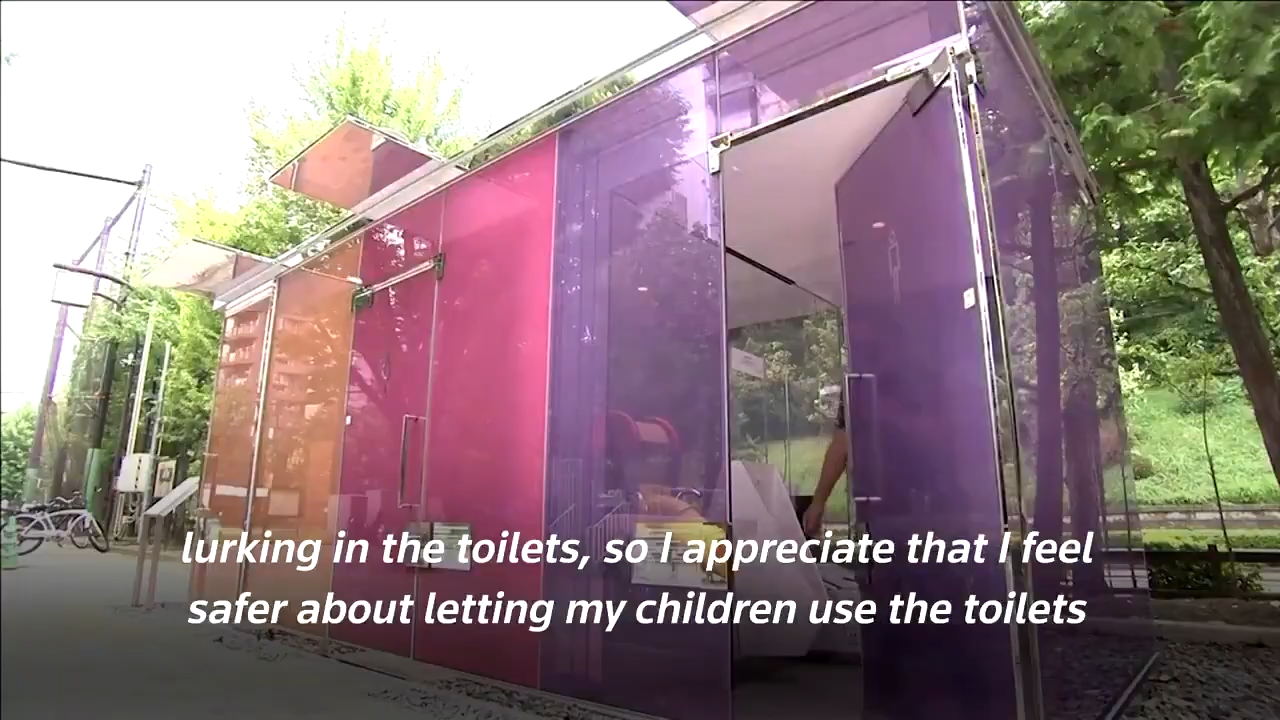 lurking in the toilets, so I appreciate that I feel
safer about letting my children use the toilets